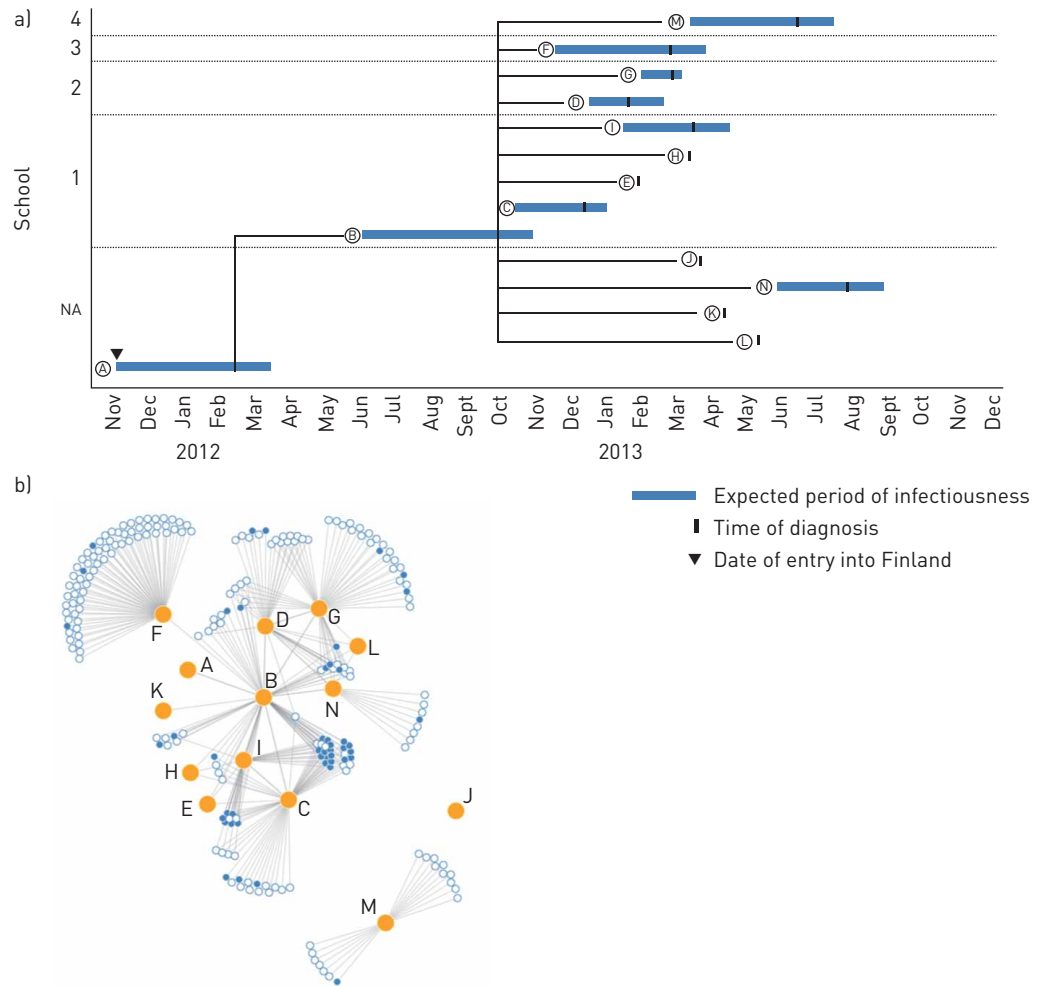 a)
School
4
3
2
1
NA
M
F
G
D
I
H
E
C
B
J
N
K
L
A
Nov Dec Jan Feb Mar Apr May Jun Jul Aug Sept Oct Nov Dec Jan Feb Mar Apr May Jun Jul Aug Sept Oct Nov Dec
2012 2013
Expected period of infectiousness
Time of diagnosis
Date of entry into Finland
b)
F
D
G
L
A
B
K
N
I
H
E
C
J
M